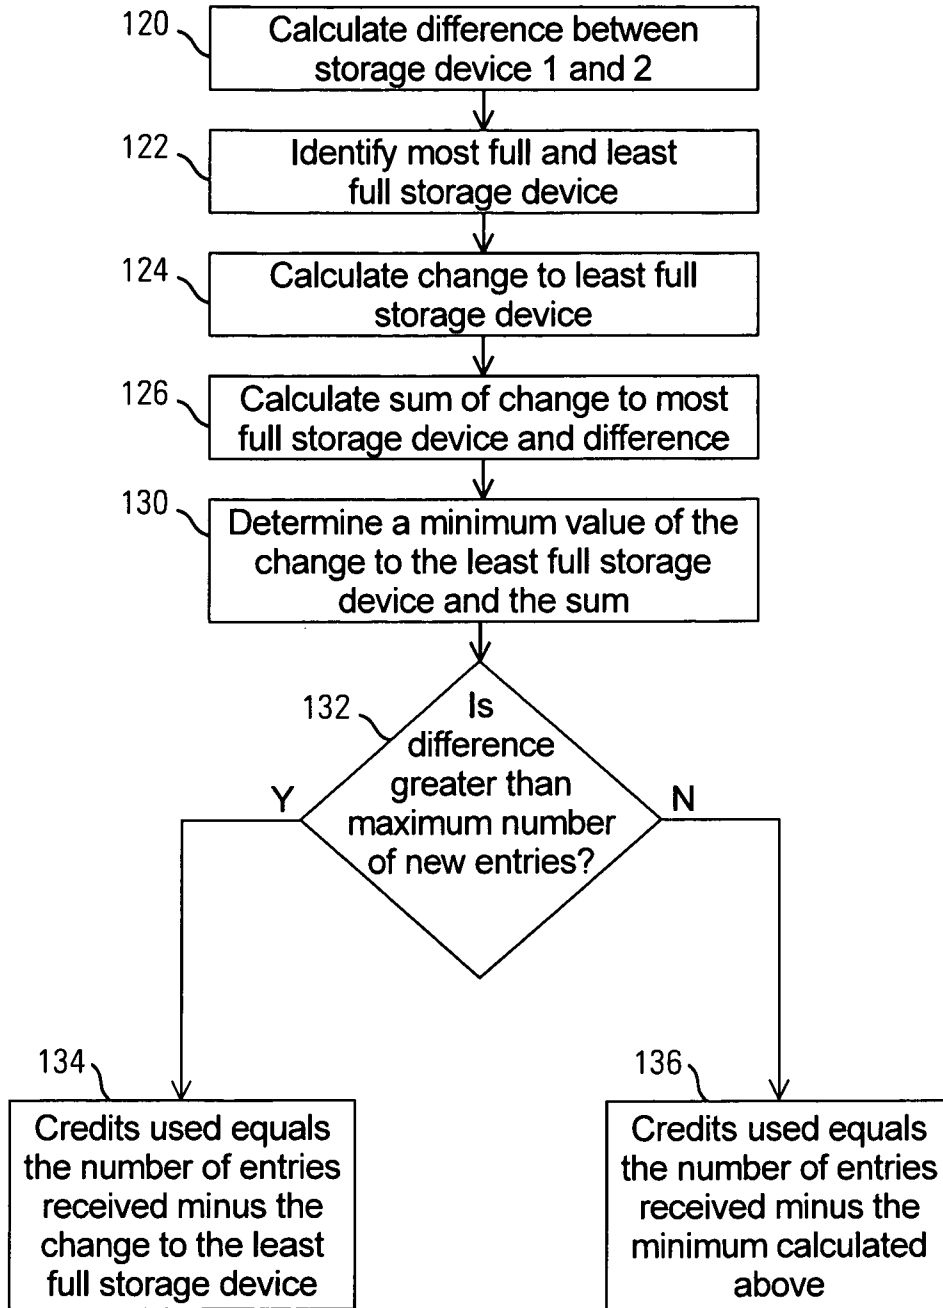 120
Calculate difference between
storage device 1 and 2
122
Identify most full and least
full storage device
124
Calculate change to least full
storage device
126
Calculate sum of change to most
full storage device and difference
130
Determine a minimum value of the
change to the least full storage
device and the sum
132
Is
difference
greater than
maximum number
of new entries?
Y
N
134
Credits used equals
the number of entries
received minus the
change to the least
full storage device
136
Credits used equals
the number of entries
received minus the
minimum calculated
above